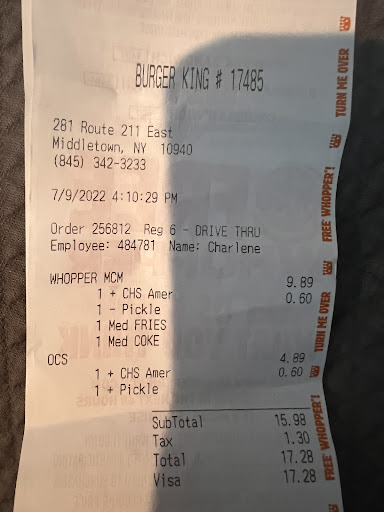 BURGER KING # 17485
281 Route 211 East
Middletown, NY 10940
(845) 342-3233
7/9/2022 4:10:29 PM
Order 256812 Reg 6 - DRIVE THRU
Employee: 484781 Name: Charlene
WHOPPER MCM 9.89
1 + CHS Amer 0.60
1 - Pickle
1 Med FRIES
1 Med COKE
OCS 4.89
1 + CHS Amer 0.60
1 + Pickle
SubTotal 15.98
Tax 1.30
Total 17.28
Visa 17.28
TURN ME OVER
FREE WHOPPER!
TURN ME OVER
FREE WHOPPER!